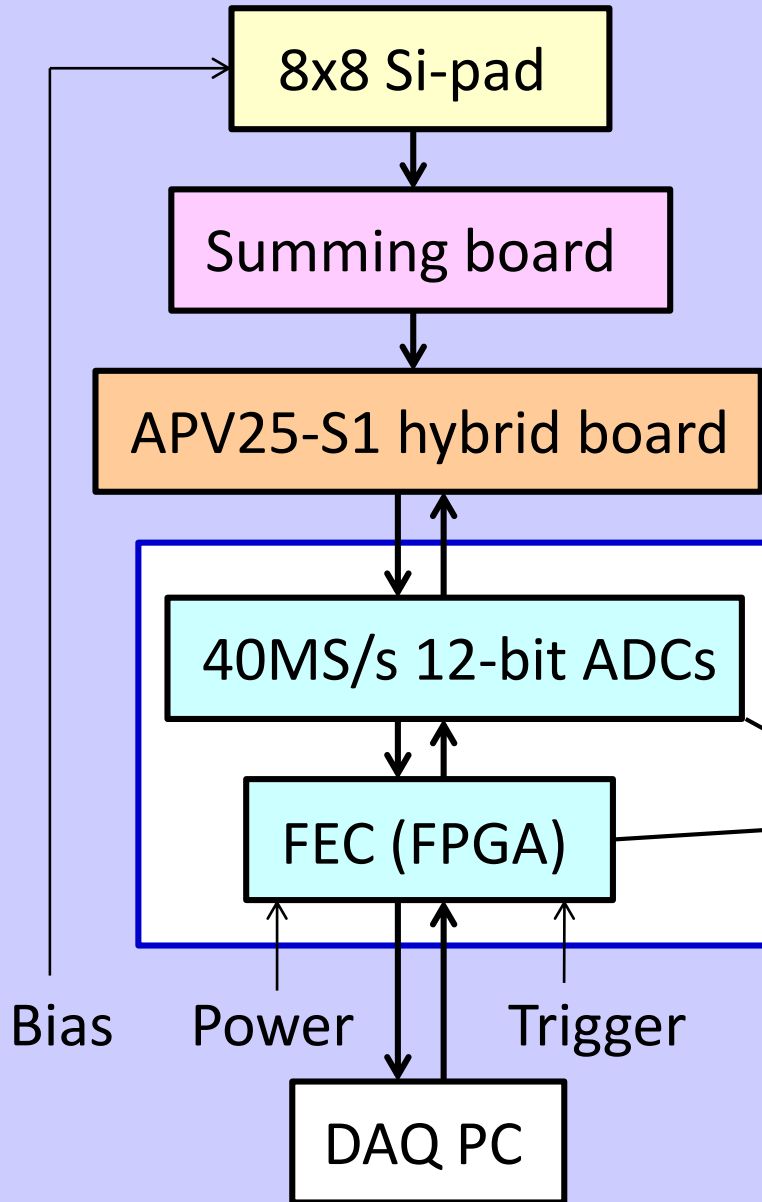 8x8 Si-pad
Summing board
APV25-S1 hybrid board
40MS/s 12-bit ADCs
FEC (FPGA)
Bias
Power
Trigger
DAQ PC